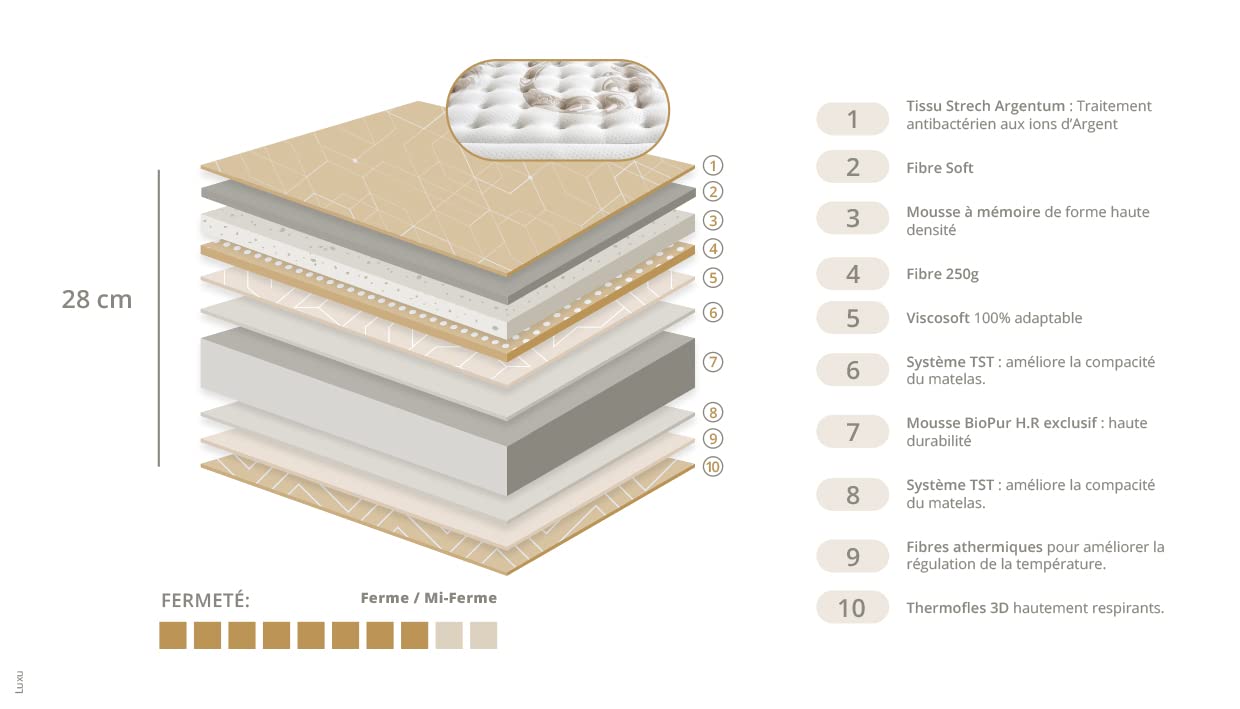 28 cm
1
2
3
4
5
6
7
8
9
10
FERMETÉ:
Ferme / Mi-Ferme
Luxu
1
Tissu Strech Argentum : Traitement
antibactérien aux ions d'Argent
2
Fibre Soft
3
Mousse à mémoire de forme haute
densité
4
Fibre 250g
5
Viscosoft 100% adaptable
6
Système TST : améliore la compacité
du matelas.
7
Mousse BioPur H.R exclusif : haute
durabilité
8
Système TST : améliore la compacité
du matelas.
9
Fibres athermiques pour améliorer la
régulation de la température.
10
Thermofles 3D hautement respirants.